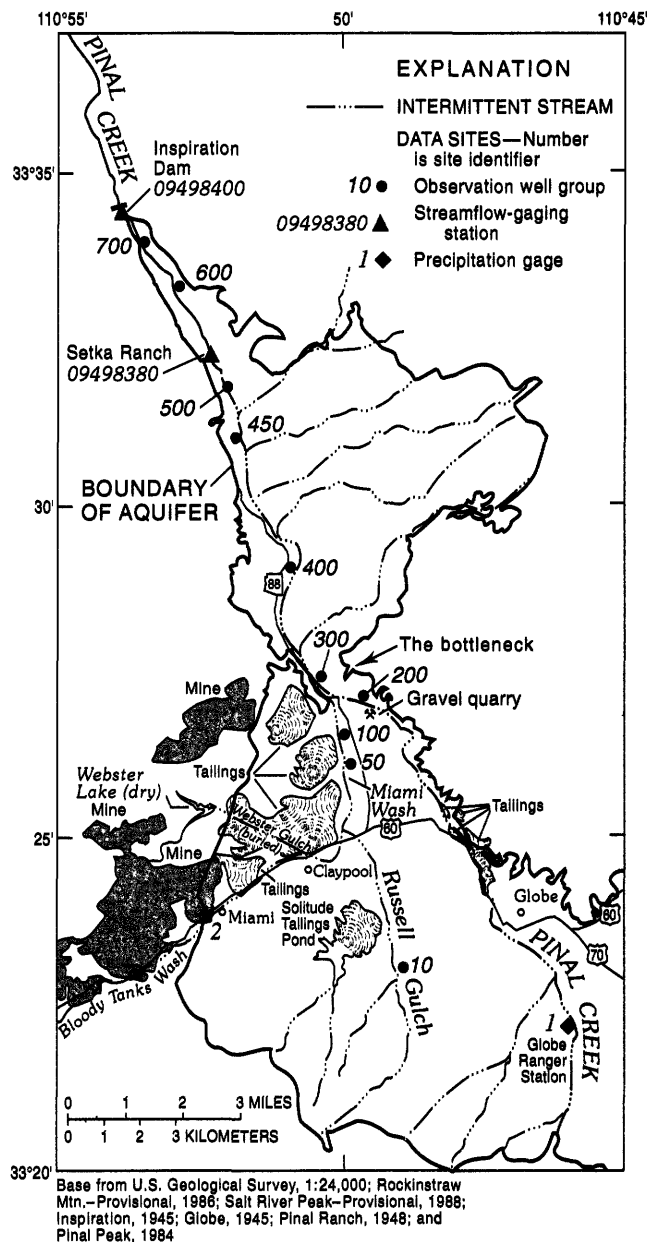 110°55'
50'
110°45'
PINAL CREEK
EXPLANATION
INTERMITTENT STREAM
DATA SITES—Number
is site identifier
10 Observation well group
09498380 Streamflow-gaging
station
1 Precipitation gage
Inspiration
Dam
09498400
33°35'
700
600
Setka Ranch
09498380
500
450
BOUNDARY
OF AQUIFER
30'
400
88
300
The bottleneck
200
Gravel quarry
Mine
100
50
Tailings
Miami
Wash
Webster
Lake (dry)
Mine
Webster Gulch
(buried)
Tailings
60
25'
Mine
Claypool
Tailings
Globe
60
Miami
2
Solitude
Tailings
Pond
Russell
Gulch
70
PINAL
CREEK
Bloody Tanks Wash
10
1
Globe
Ranger
Station
0 1 2 3 MILES
0 1 2 3 KILOMETERS
33°20'
Base from U.S. Geological Survey, 1:24,000; Rockinstraw
Mtn.–Provisional, 1986; Salt River Peak–Provisional, 1988;
Inspiration, 1945; Globe, 1945; Pinal Ranch, 1948; and
Pinal Peak, 1984